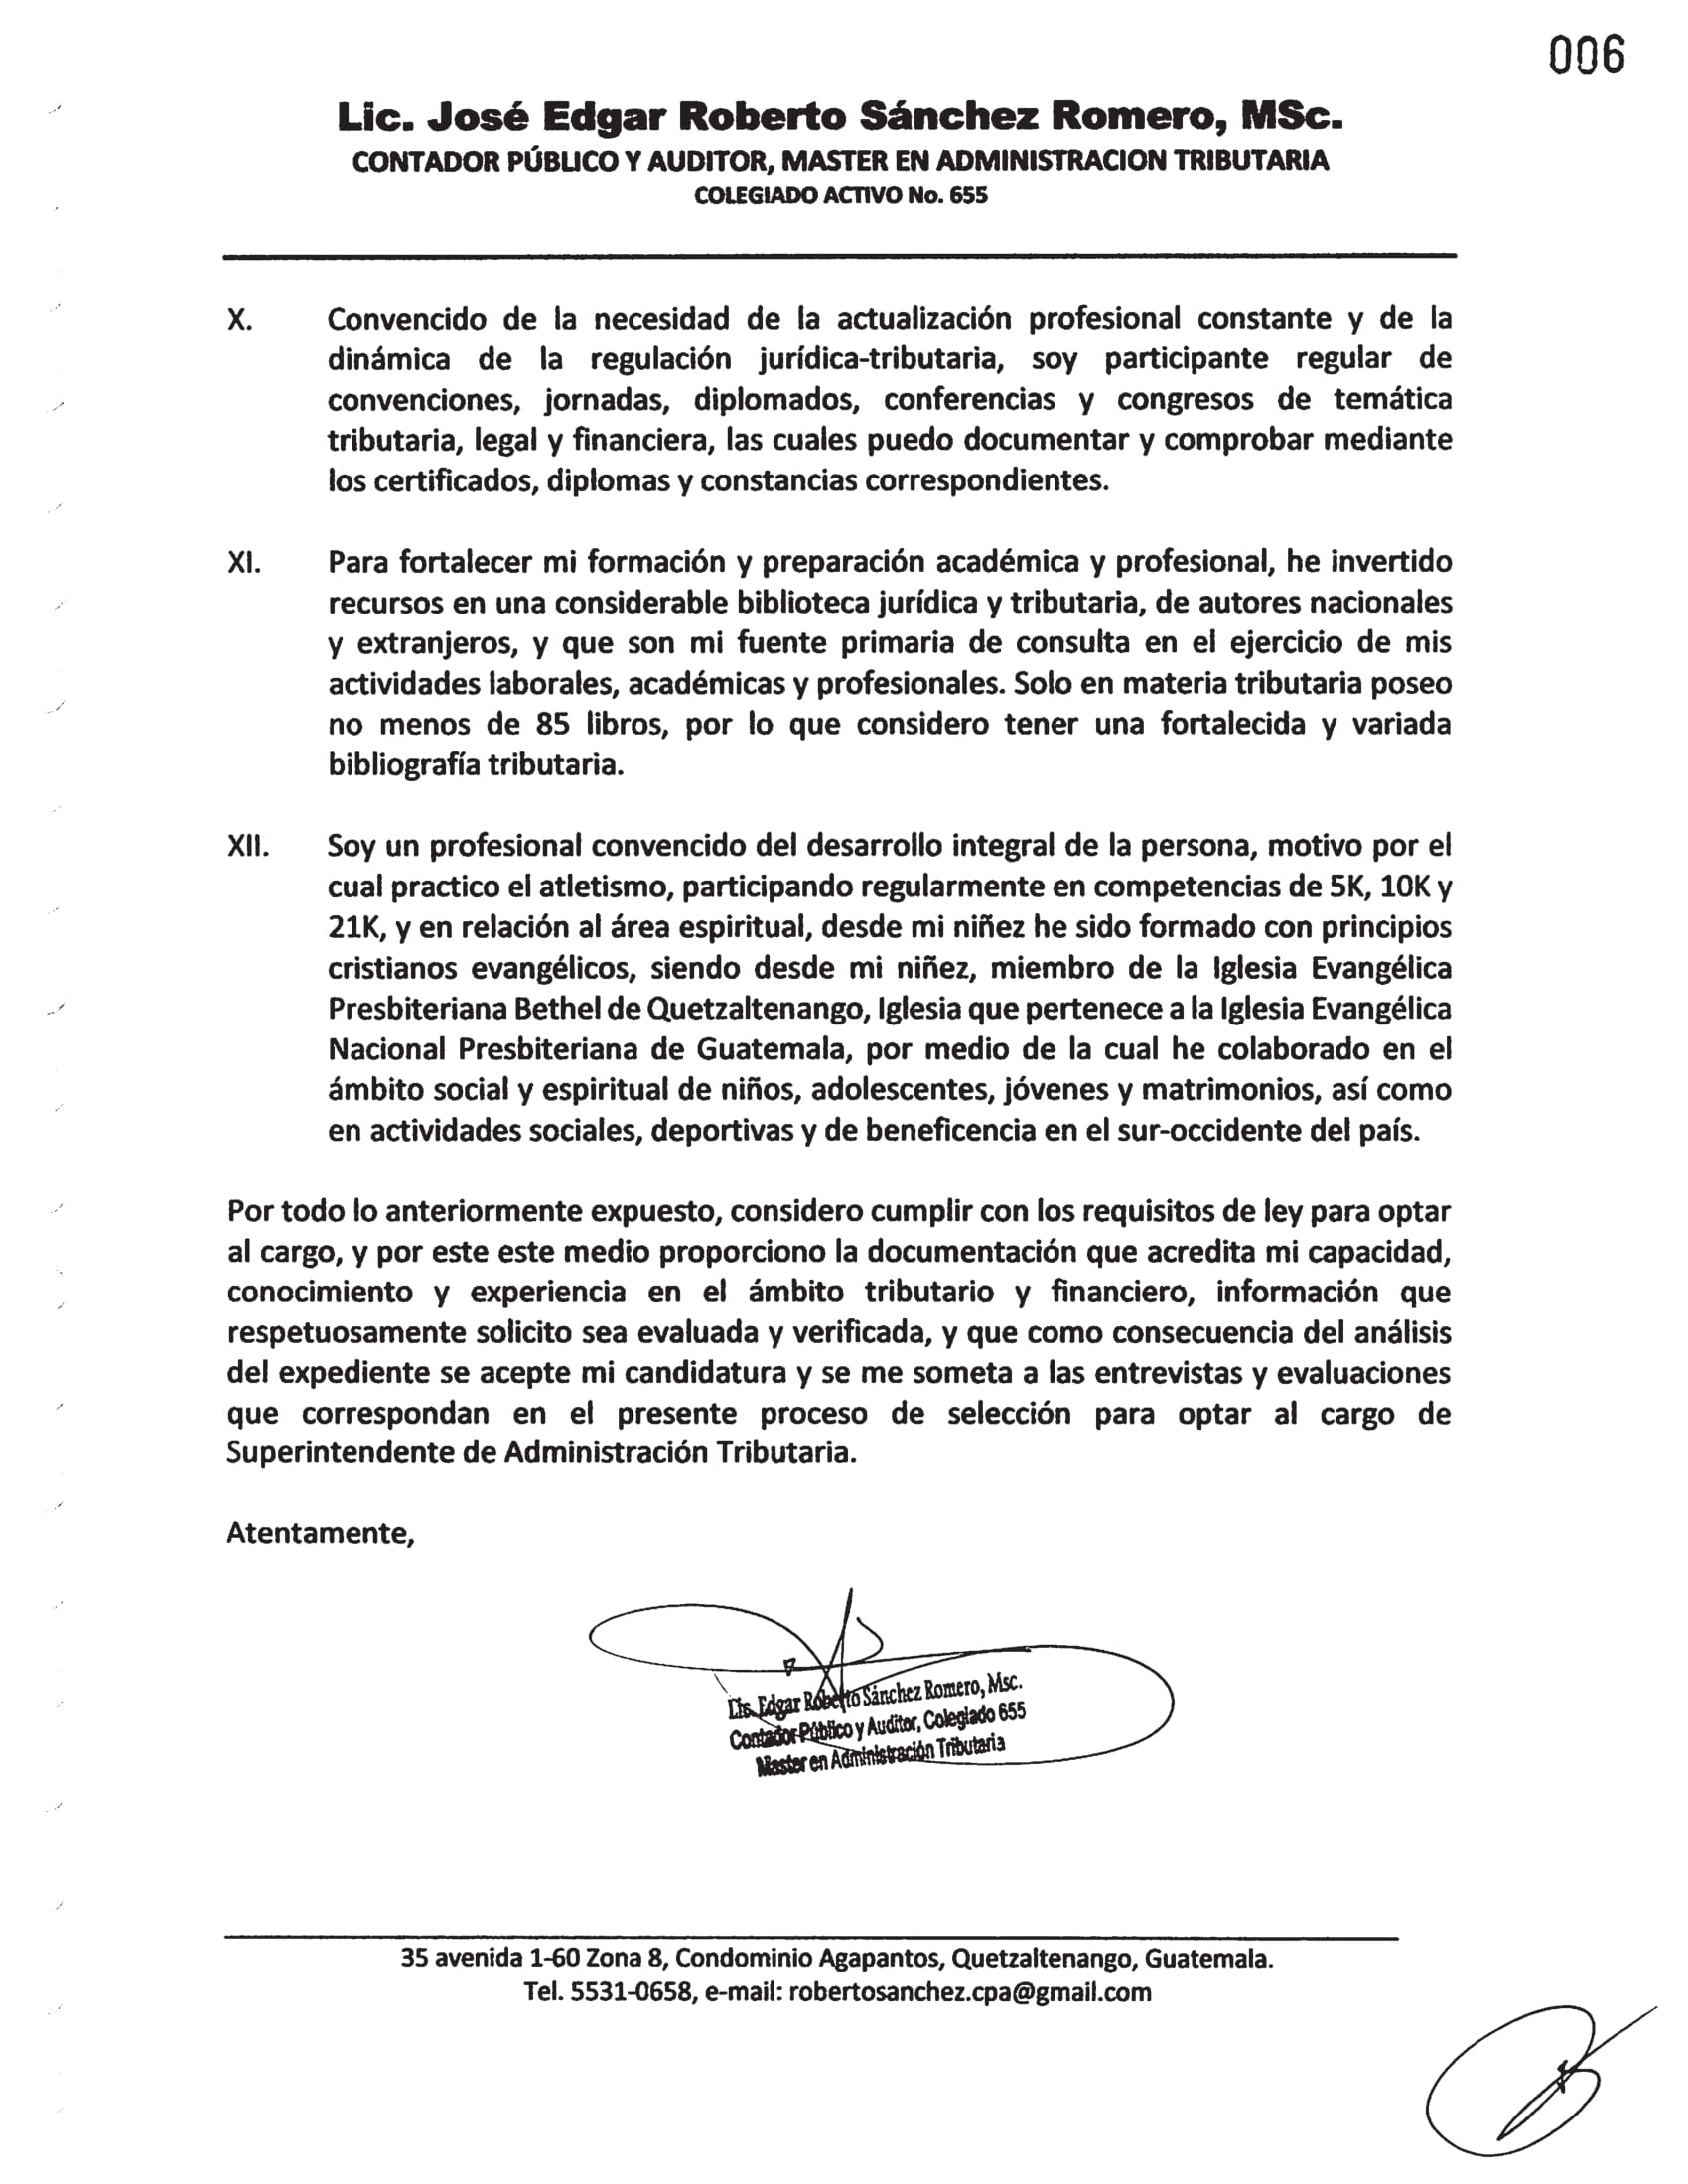 006
Lic. José Edgar Roberto Sánchez Romero, MSc.
CONTADOR PÚBLICO Y AUDITOR, MASTER EN ADMINISTRACION TRIBUTARIA
COLEGIADO ACTIVO No. 655
X. Convencido de la necesidad de la actualización profesional constante y de la
dinámica de la regulación jurídica-tributaria, soy participante regular de
convenciones, jornadas, diplomados, conferencias y congresos de temática
tributaria, legal y financiera, las cuales puedo documentar y comprobar mediante
los certificados, diplomas y constancias correspondientes.
XI. Para fortalecer mi formación y preparación académica y profesional, he invertido
recursos en una considerable biblioteca jurídica y tributaria, de autores nacionales
y extranjeros, y que son mi fuente primaria de consulta en el ejercicio de mis
actividades laborales, académicas y profesionales. Solo en materia tributaria poseo
no menos de 85 libros, por lo que considero tener una fortalecida y variada
bibliografía tributaria.
XII. Soy un profesional convencido del desarrollo integral de la persona, motivo por el
cual practico el atletismo, participando regularmente en competencias de 5K, 10K y
21K, y en relación al área espiritual, desde mi niñez he sido formado con principios
cristianos evangélicos, siendo desde mi niñez, miembro de la Iglesia Evangélica
Presbiteriana Bethel de Quetzaltenango, Iglesia que pertenece a la Iglesia Evangélica
Nacional Presbiteriana de Guatemala, por medio de la cual he colaborado en el
ámbito social y espiritual de niños, adolescentes, jóvenes y matrimonios, así como
en actividades sociales, deportivas y de beneficencia en el sur-occidente del país.
Por todo lo anteriormente expuesto, considero cumplir con los requisitos de ley para optar
al cargo, y por este este medio proporciono la documentación que acredita mi capacidad,
conocimiento y experiencia en el ámbito tributario y financiero, información que
respetuosamente solicito sea evaluada y verificada, y que como consecuencia del análisis
del expediente se acepte mi candidatura y se me someta a las entrevistas y evaluaciones
que correspondan en el presente proceso de selección para optar al cargo de
Superintendente de Administración Tributaria.
Atentamente,
Lic. Edgar Roberto Sánchez Romero, Msc.
Contador Público y Auditor, Colegiado 655
Master en Administración Tributaria
35 avenida 1-60 Zona 8, Condominio Agapantos, Quetzaltenango, Guatemala.
Tel. 5531-0658, e-mail: robertosanchez.cpa@gmail.com